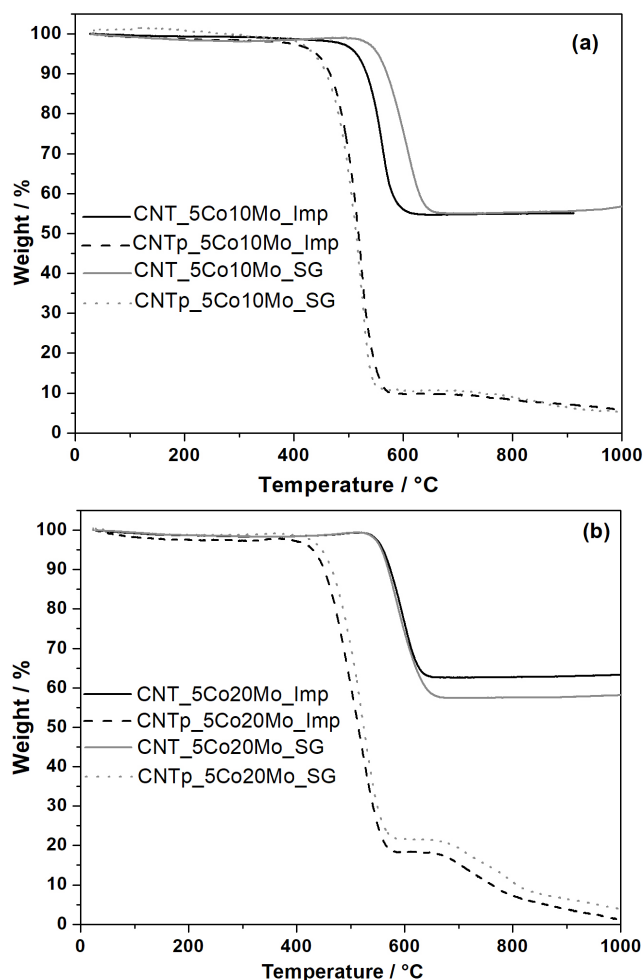 (a)
Weight / %
100
90
80
70
60
50
40
30
20
10
0
CNT_5Co10Mo_Imp
CNTp_5Co10Mo_Imp
CNT_5Co10Mo_SG
CNTp_5Co10Mo_SG
0 200 400 600 800 1000
Temperature / °C
(b)
Weight / %
100
90
80
70
60
50
40
30
20
10
0
CNT_5Co20Mo_Imp
CNTp_5Co20Mo_Imp
CNT_5Co20Mo_SG
CNTp_5Co20Mo_SG
0 200 400 600 800 1000
Temperature / °C